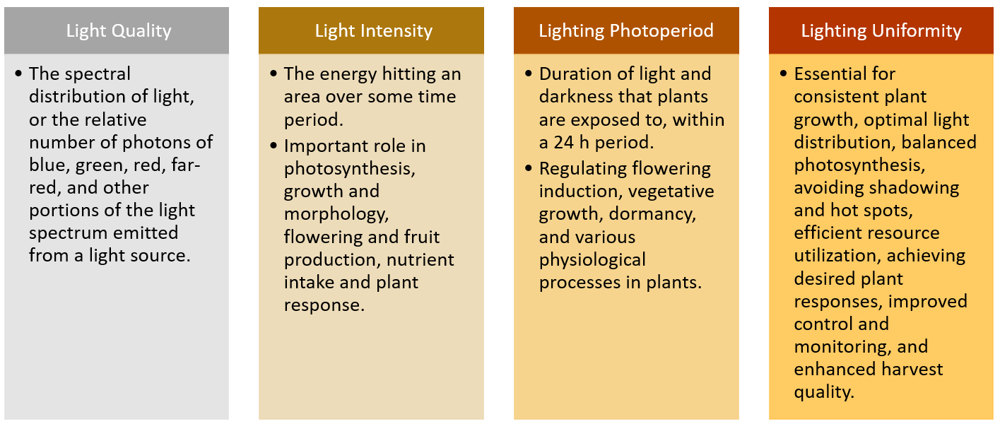 Light Quality
• The spectral
distribution of light,
or the relative
number of photons of
blue, green, red, far-
red, and other
portions of the light
spectrum emitted
from a light source.
Light Intensity
• The energy hitting an
area over some time
period.
• Important role in
photosynthesis,
growth and
morphology,
flowering and fruit
production, nutrient
intake and plant
response.
Lighting Photoperiod
• Duration of light and
darkness that plants
are exposed to, within
a 24 h period.
• Regulating flowering
induction, vegetative
growth, dormancy,
and various
physiological
processes in plants.
Lighting Uniformity
• Essential for
consistent plant
growth, optimal light
distribution, balanced
photosynthesis,
avoiding shadowing
and hot spots,
efficient resource
utilization, achieving
desired plant
responses, improved
control and
monitoring, and
enhanced harvest
quality.